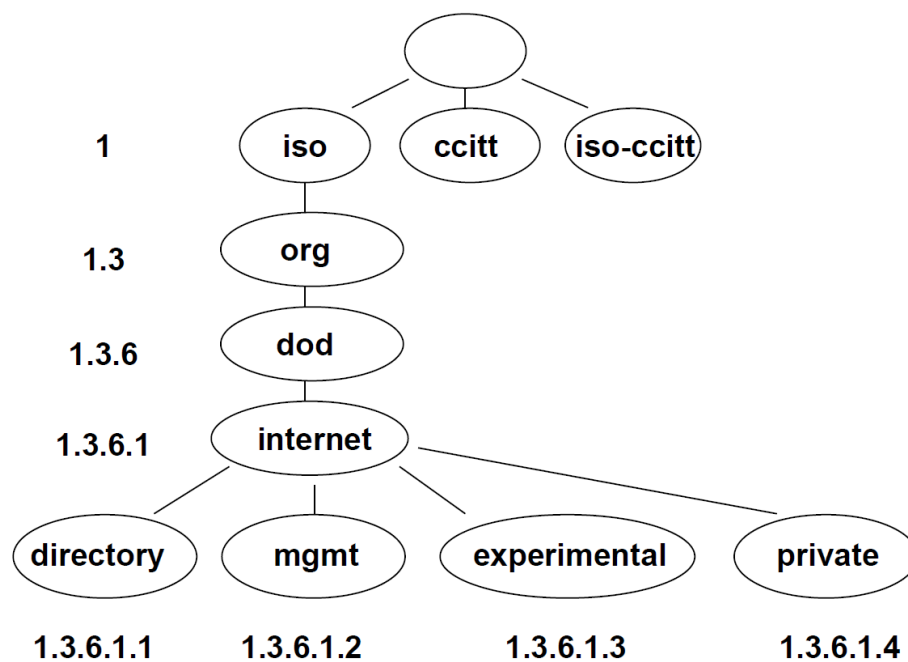 1 iso ccitt iso-ccitt
1.3 org
1.3.6 dod
1.3.6.1 internet
directory mgmt experimental private
1.3.6.1.1 1.3.6.1.2 1.3.6.1.3 1.3.6.1.4